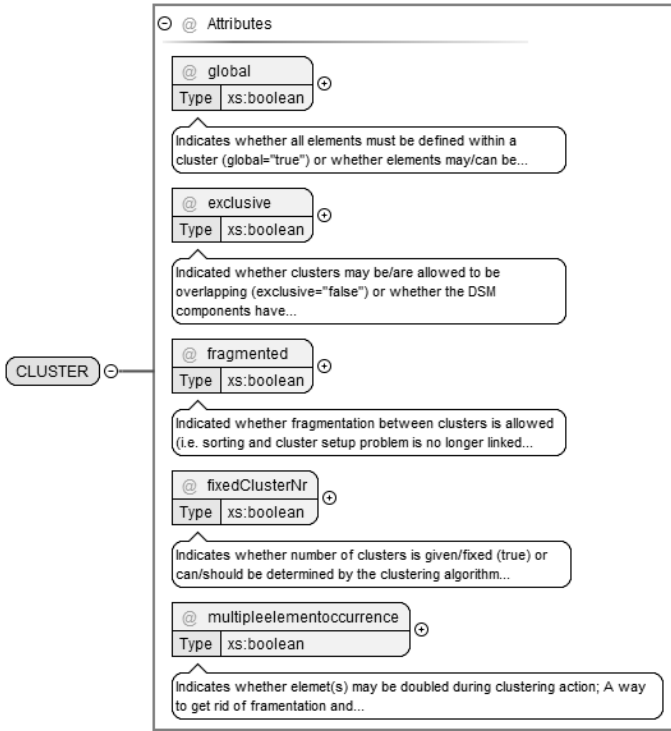 @ Attributes
@ global
Type xs:boolean
Indicates whether all elements must be defined within a
cluster (global="true") or whether elements may/can be...
@ exclusive
Type xs:boolean
Indicated whether clusters may be/are allowed to be
overlapping (exclusive="false") or whether the DSM
components have...
CLUSTER
@ fragmented
Type xs:boolean
Indicated whether fragmentation between clusters is allowed
(i.e. sorting and cluster setup problem is no longer linked...
@ fixedClusterNr
Type xs:boolean
Indicates whether number of clusters is given/fixed (true) or
can/should be determined by the clustering algorithm...
@ multipleelementoccurrence
Type xs:boolean
Indicates whether elemet(s) may be doubled during clustering action; A way
to get rid of framentation and...